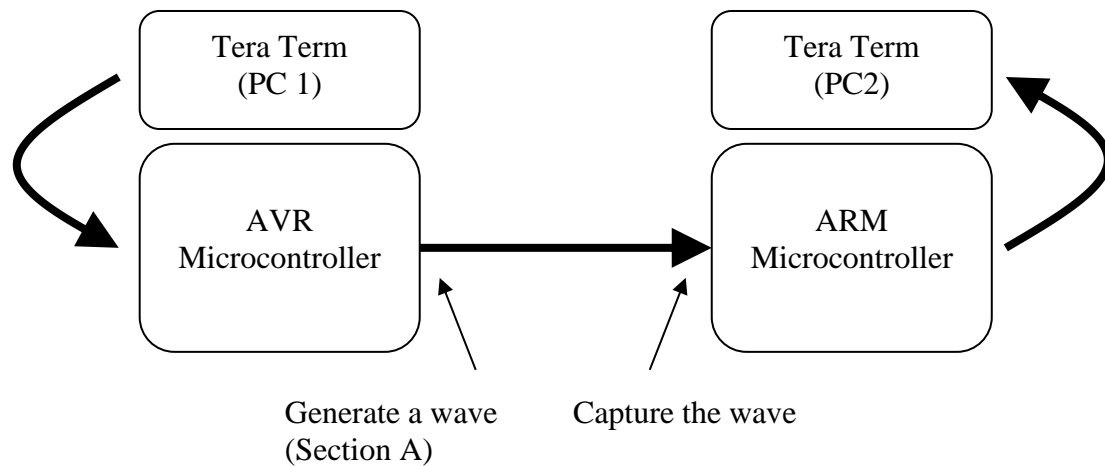 Tera Term
(PC 1)
Tera Term
(PC2)
AVR
Microcontroller
ARM
Microcontroller
Generate a wave
(Section A)
Capture the wave